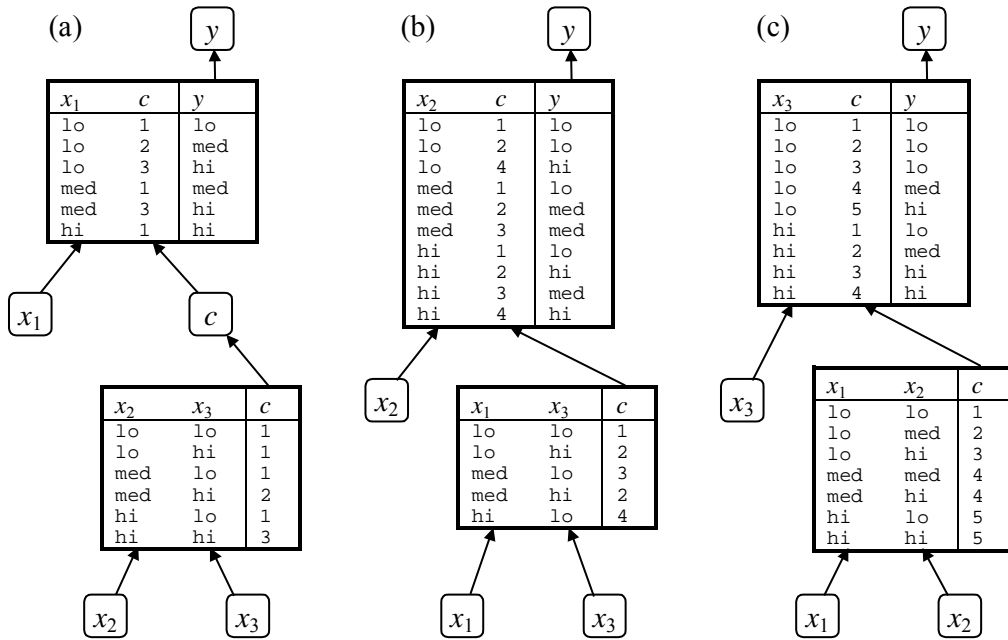 (a)
y
x1 c y
lo 1 lo
lo 2 med
lo 3 hi
med 1 med
med 3 hi
hi 1 hi
x1
c
x2 x3 c
lo lo 1
lo hi 1
med lo 1
med hi 2
hi lo 1
hi hi 3
x2
x3
(b)
y
x2 c y
lo 1 lo
lo 2 lo
lo 4 hi
med 1 lo
med 2 med
med 3 med
hi 1 lo
hi 2 hi
hi 3 med
hi 4 hi
x2
x1 x3 c
lo lo 1
lo hi 2
med lo 3
med hi 2
hi lo 4
x1
x3
(c)
y
x3 c y
lo 1 lo
lo 2 lo
lo 3 lo
lo 4 med
lo 5 hi
hi 1 lo
hi 2 med
hi 3 hi
hi 4 hi
x3
x1 x2 c
lo lo 1
lo med 2
lo hi 3
med med 4
med hi 4
hi lo 5
hi hi 5
x1
x2